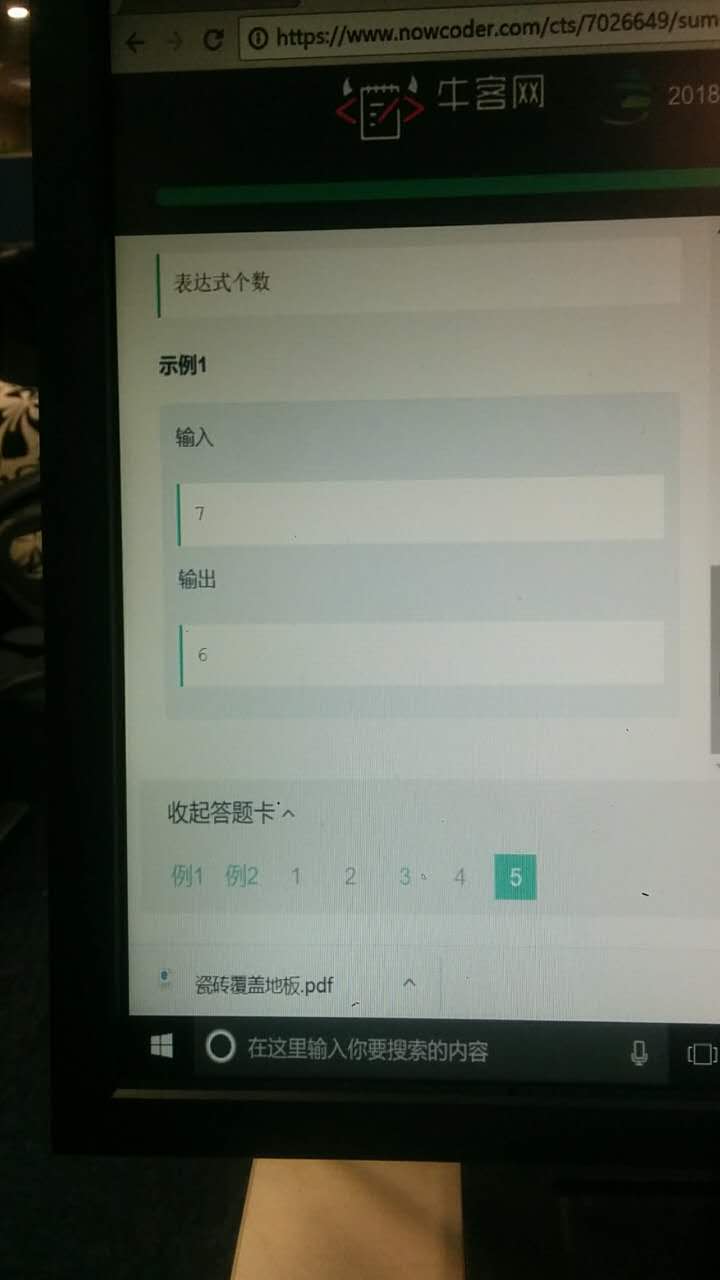 https://www.nowcoder.com/cts/7026649/sum
牛客网
2018
表达式个数
示例1
输入
7
输出
6
收起答题卡
例1 例2 1 2 3 4 5
瓷砖覆盖地板.pdf
在这里输入你要搜索的内容